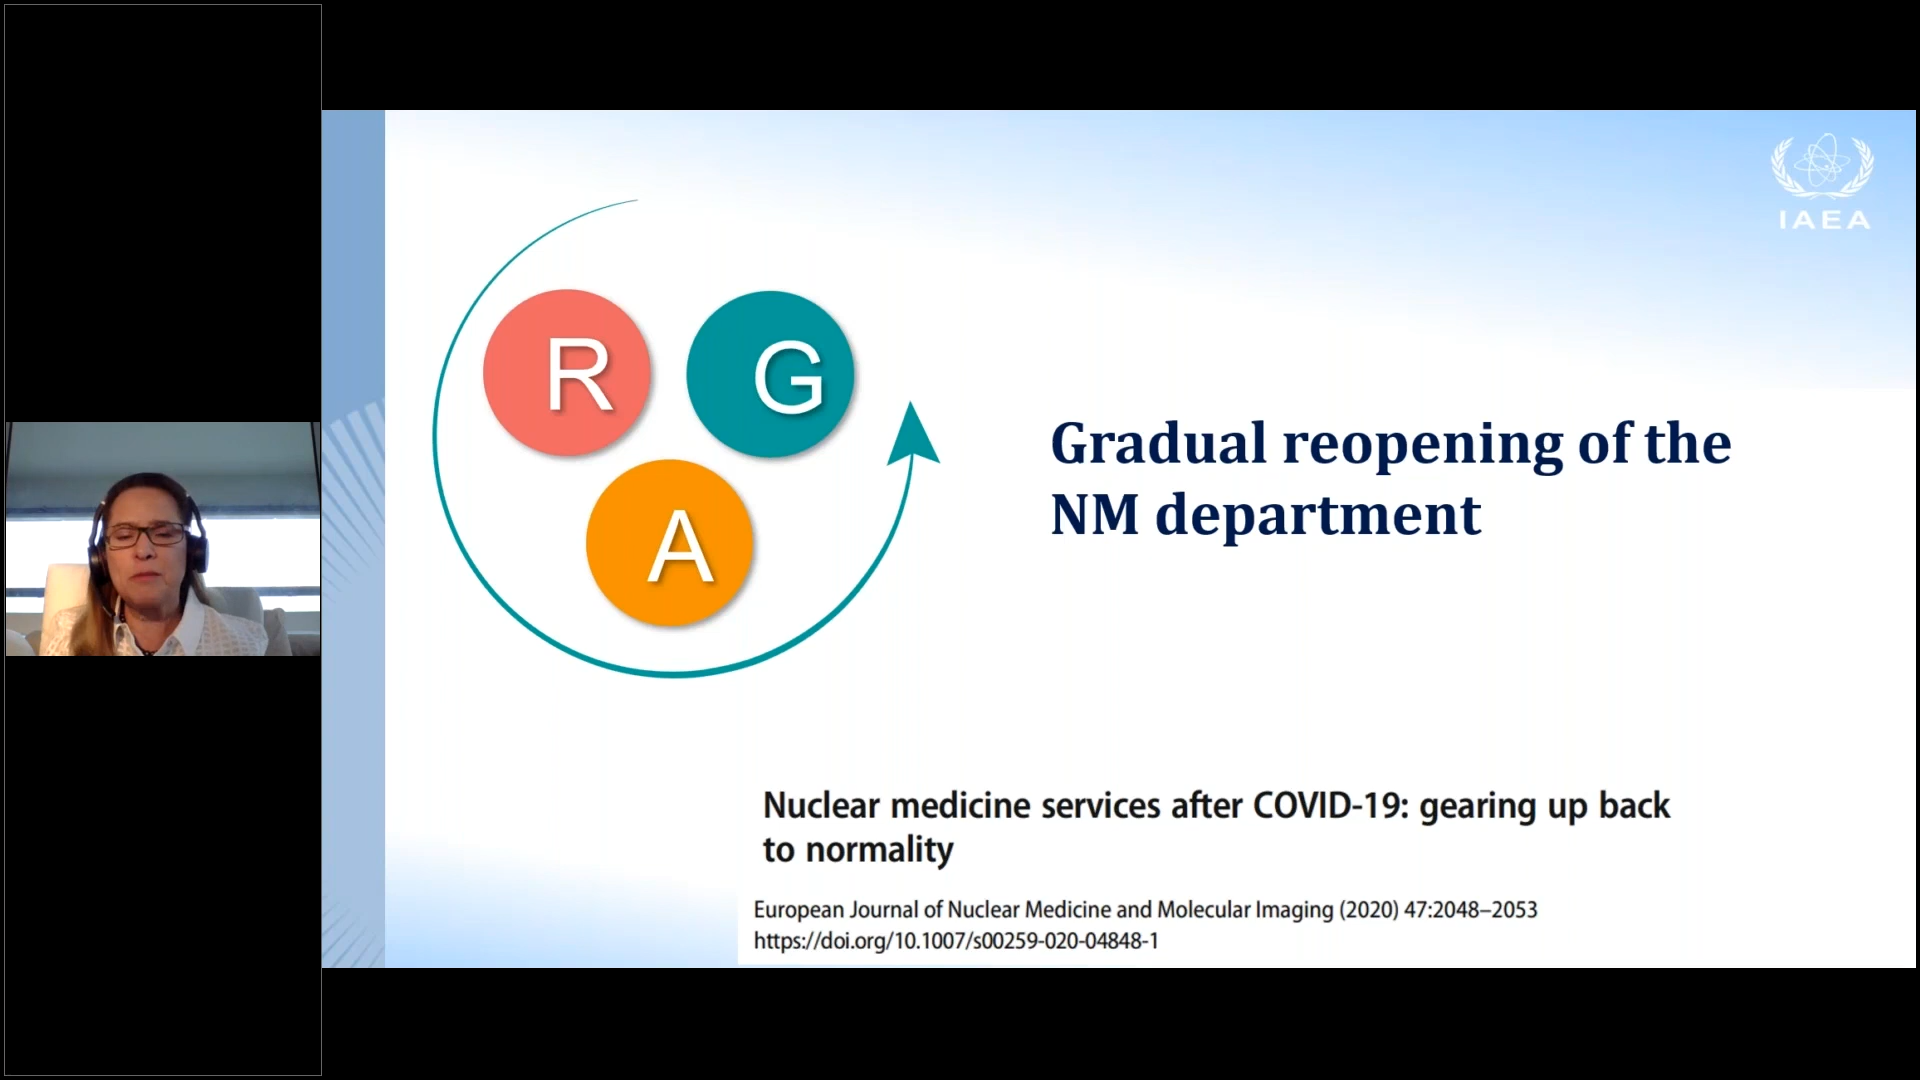 IAEA
R
G
A
Gradual reopening of the
NM department
Nuclear medicine services after COVID-19: gearing up back
to normality
European Journal of Nuclear Medicine and Molecular Imaging (2020) 47:2048–2053
https://doi.org/10.1007/s00259-020-04848-1